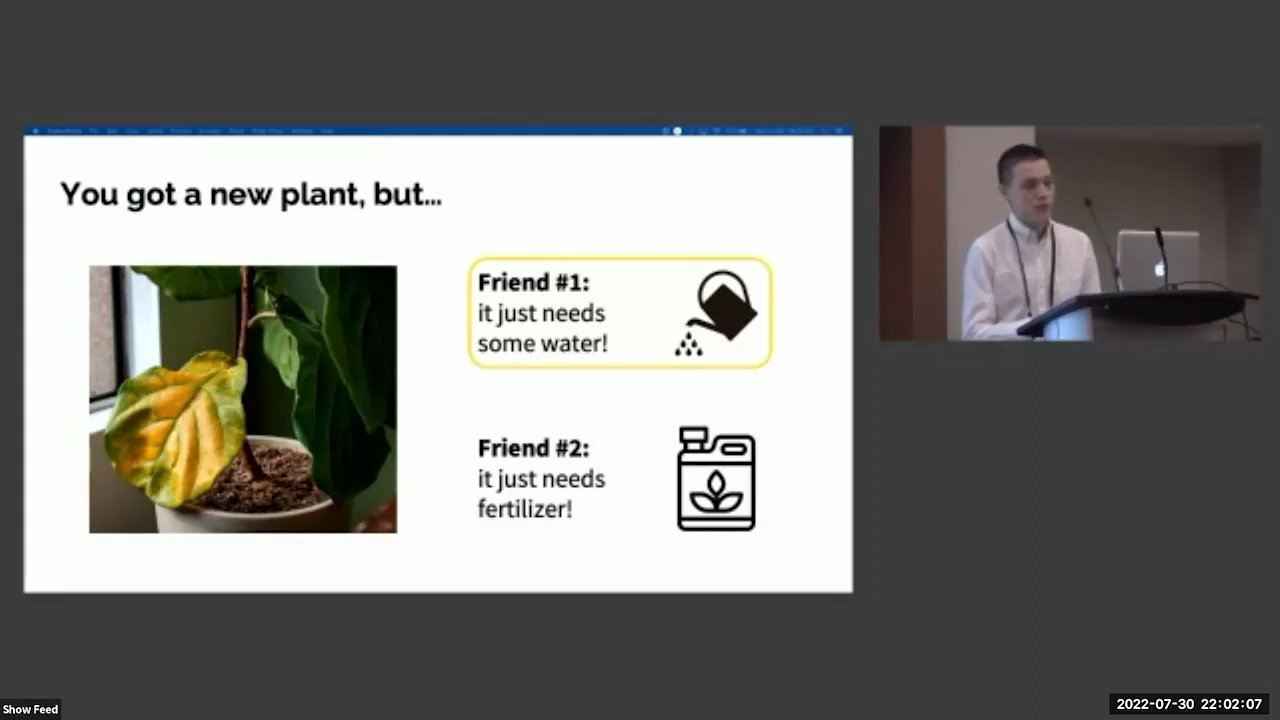 You got a new plant, but...
Friend #1:
it just needs
some water!
Friend #2:
it just needs
fertilizer!
Show Feed
2022-07-30 22:02:07